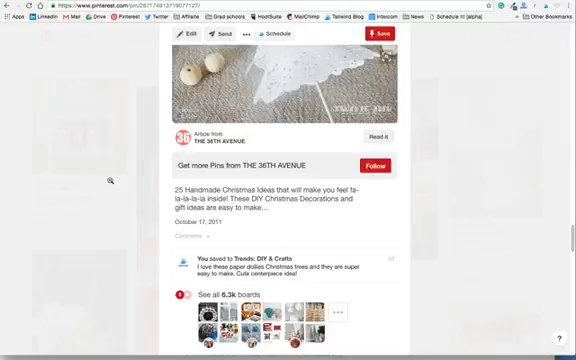 https://www.pinterest.com/pin/287174913719077127/
Apps LinkedIn Mail Drive Pinterest Twitter Affiliate Grad schools HostSuite MailChimp Tailwind Blog Intercom News Schedule It! [alpha] Other Bookmarks
Edit Send Schedule Save
Article from
THE 36TH AVENUE
36
Read it
Get more Pins from THE 36TH AVENUE
Follow
25 Handmade Christmas Ideas that will make you feel fa-
la-la-la-la inside! These DIY Christmas Decorations and
gift ideas are easy to make...
October 17, 2011
Comments
You saved to Trends: DIY & Crafts
I love these paper doilies Christmas trees and they are super
easy to make. Cute centerpiece idea!
See all 6.3k boards
?